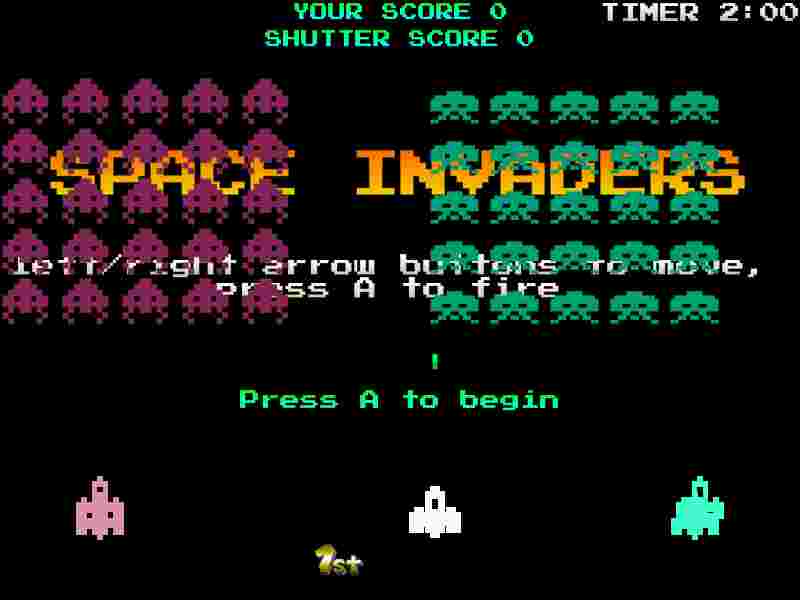 YOUR SCORE 0
TIMER 2:00
SHUTTER SCORE 0
SPACE INVADERS
left/right arrow buttons to move,
press A to fire
Press A to begin
1st